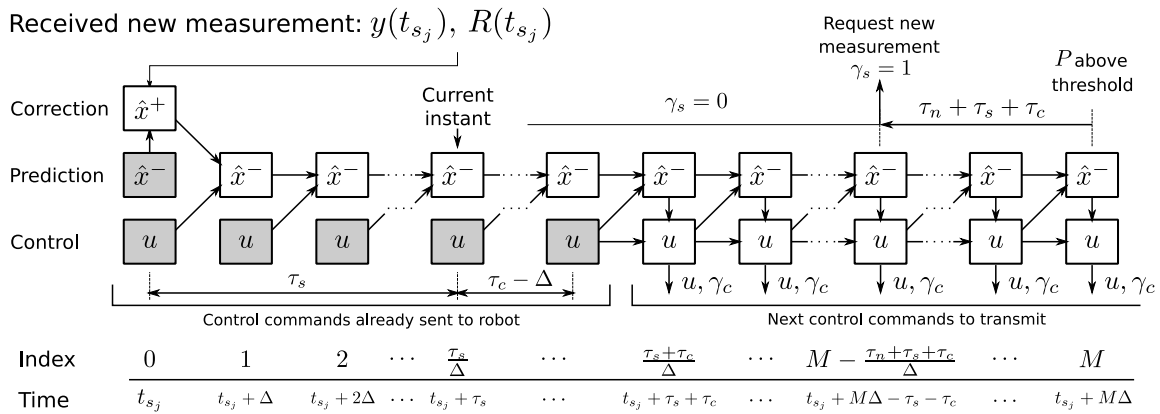 Received new measurement: y(t_{s_j}), R(t_{s_j})
Request new
measurement
γ_s = 1
P above
threshold
Correction x̂⁺
Current
instant
γ_s = 0
τ_n + τ_s + τ_c
Prediction x̂⁻ x̂⁻ x̂⁻ ··· x̂⁻ ··· x̂⁻ x̂⁻ x̂⁻ ··· x̂⁻ ··· x̂⁻ x̂⁻
Control u u u ··· u ··· u u u ··· u ··· u u
τ_s τ_c − Δ
u, γ_c u, γ_c u, γ_c u, γ_c u, γ_c
Control commands already sent to robot
Next control commands to transmit
Index 0 1 2 ··· τ_s/Δ ··· (τ_s+τ_c)/Δ ··· M − (τ_n+τ_s+τ_c)/Δ ··· M
Time t_{s_j} t_{s_j} + Δ t_{s_j} + 2Δ ··· t_{s_j} + τ_s ··· t_{s_j} + τ_s + τ_c ··· t_{s_j} + MΔ − τ_s − τ_c ··· t_{s_j} + MΔ